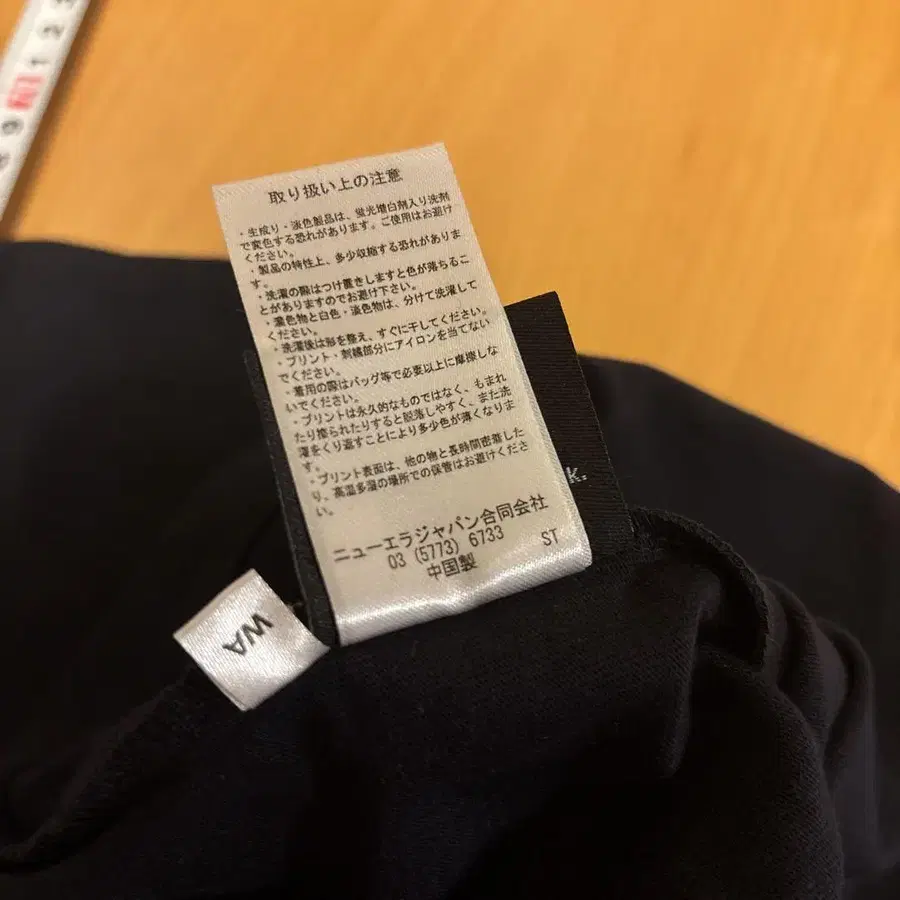 取り扱い上の注意
・生成り・淡色製品は、蛍光増白剤入り洗剤
で変色する恐れがあります。ご使用はお避け
ください。
・製品の特性上、多少収縮する恐れがありま
す。
・洗濯の際はつけ置きしますと色が落ちるこ
とがありますのでお避け下さい。
・濃色物と白色・淡色物は、分けて洗濯して
ください。
・洗濯後は形を整え、すぐに干してください。
・プリント・刺繍部分にアイロンを当てない
でください。
・着用の際はバッグ等で必要以上に摩擦しな
いでください。
・プリントは永久的なものではなく、もまれ
たり擦られたりすると脱落しやすく、また洗
濯をくり返すことにより多少色が薄くなりま
す。
・プリント表面は、他の物と長時間密着した
り、高温多湿の場所での保管はお避けくださ
い。
ニューエラジャパン合同会社
03 (5773) 6733 ST
中国製
K.
WA
9 10 1 2